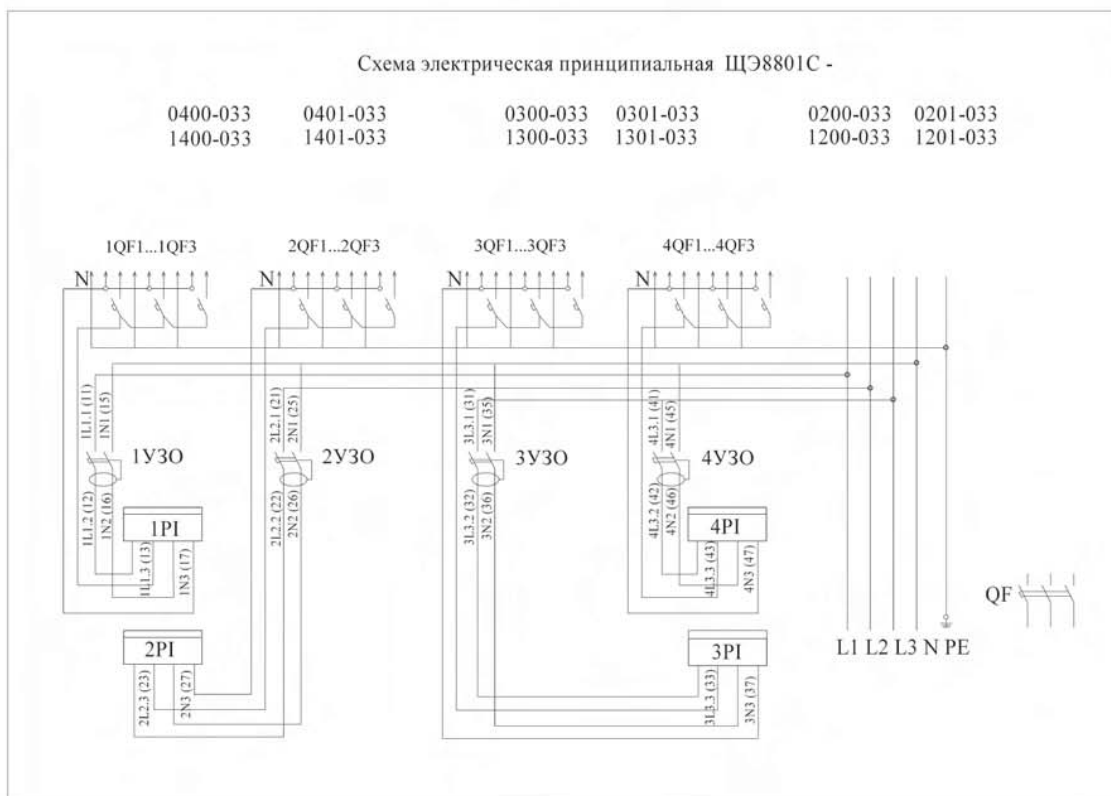 Схема электрическая принципиальная ЩЭ8801С -
0400-033 0401-033 0300-033 0301-033 0200-033 0201-033
1400-033 1401-033 1300-033 1301-033 1200-033 1201-033
1QF1...1QF3 2QF1...2QF3 3QF1...3QF3 4QF1...4QF3
N N N N
1L1.1 (11)
1N1 (15)
2L2.1 (21)
2N1 (25)
3L3.1 (31)
3N1 (35)
4L3.1 (41)
4N1 (45)
1УЗО 2УЗО 3УЗО 4УЗО
1L1.2 (12)
1N2 (16)
2L2.2 (22)
2N2 (26)
3L3.2 (32)
3N2 (36)
4L3.2 (42)
4N2 (46)
1PI 4PI
1L1.3 (13)
1N3 (17)
4L3.3 (43)
4N3 (47)
QF
L1 L2 L3 N PE
2PI 3PI
2L2.3 (23)
2N3 (27)
3L3.3 (33)
3N3 (37)